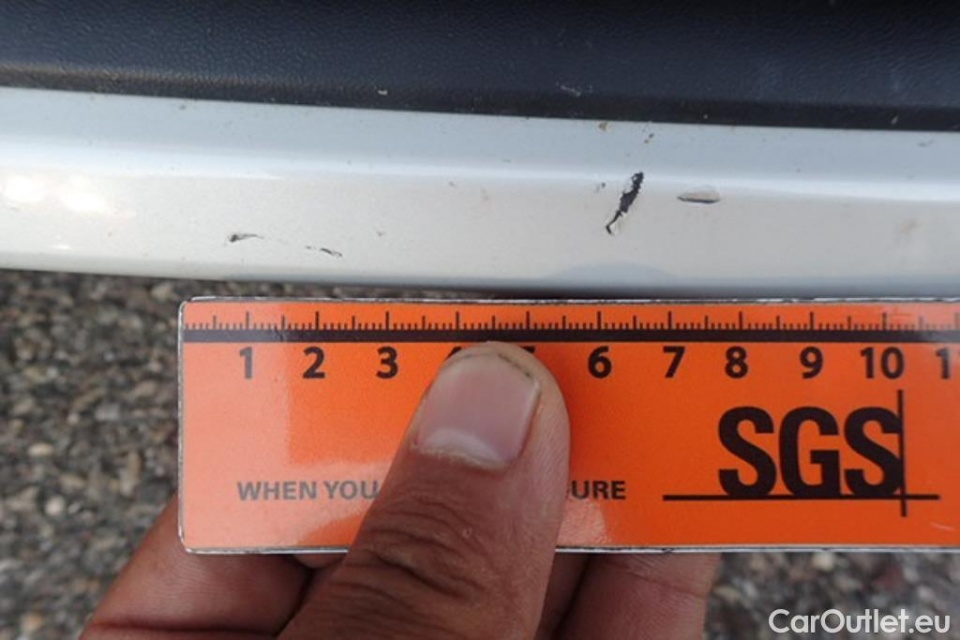 1 2 3 6 7 8 9 10
SGS
WHEN YOU URE
CarOutlet.eu